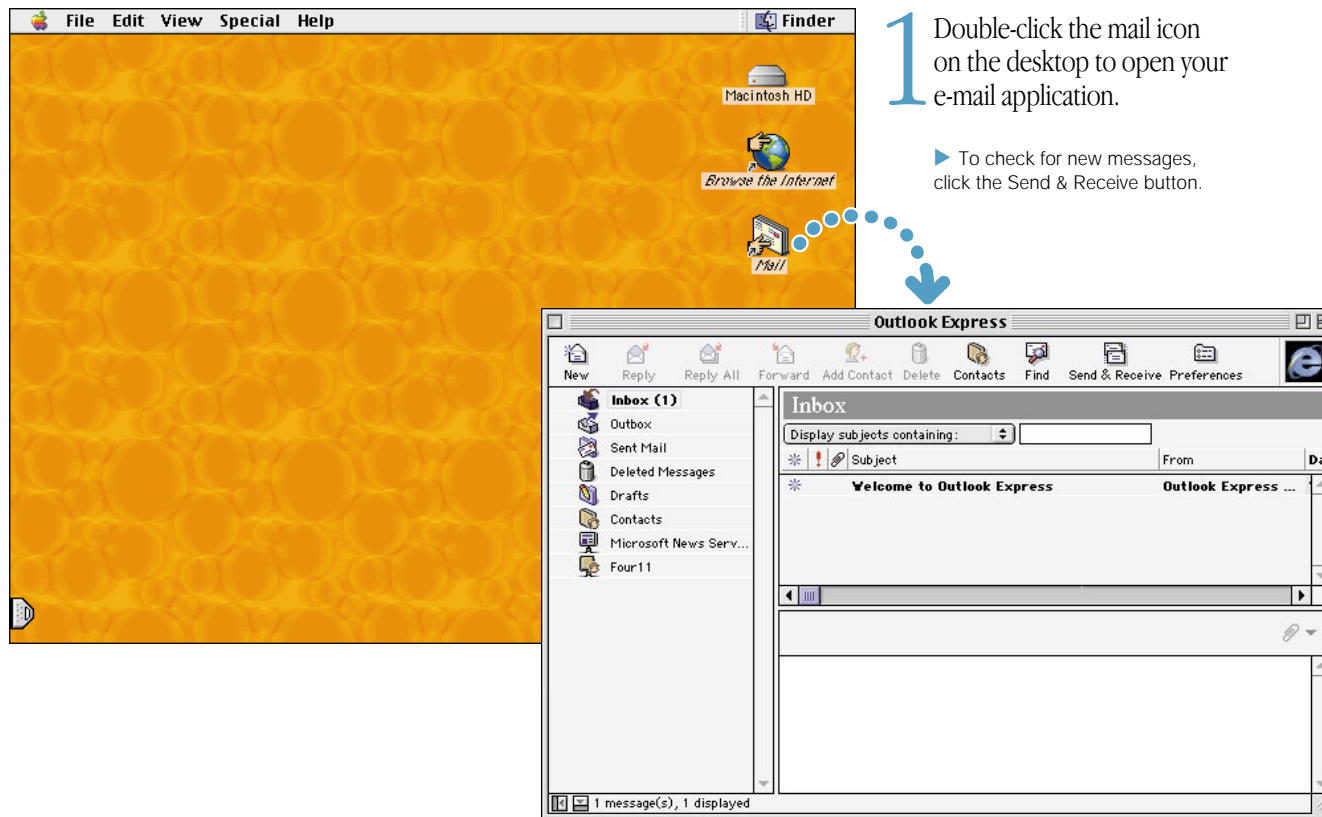 File Edit View Special Help
Finder
Macintosh HD
Browse the Internet
Mail
1
Double-click the mail icon
on the desktop to open your
e-mail application.
▶ To check for new messages,
click the Send & Receive button.
Outlook Express
New Reply Reply All Forward Add Contact Delete Contacts Find Send & Receive Preferences
Inbox (1)
Outbox
Sent Mail
Deleted Messages
Drafts
Contacts
Microsoft News Serv...
Four11
Inbox
Display subjects containing:
Subject From Da
Welcome to Outlook Express Outlook Express ...
1 message(s), 1 displayed